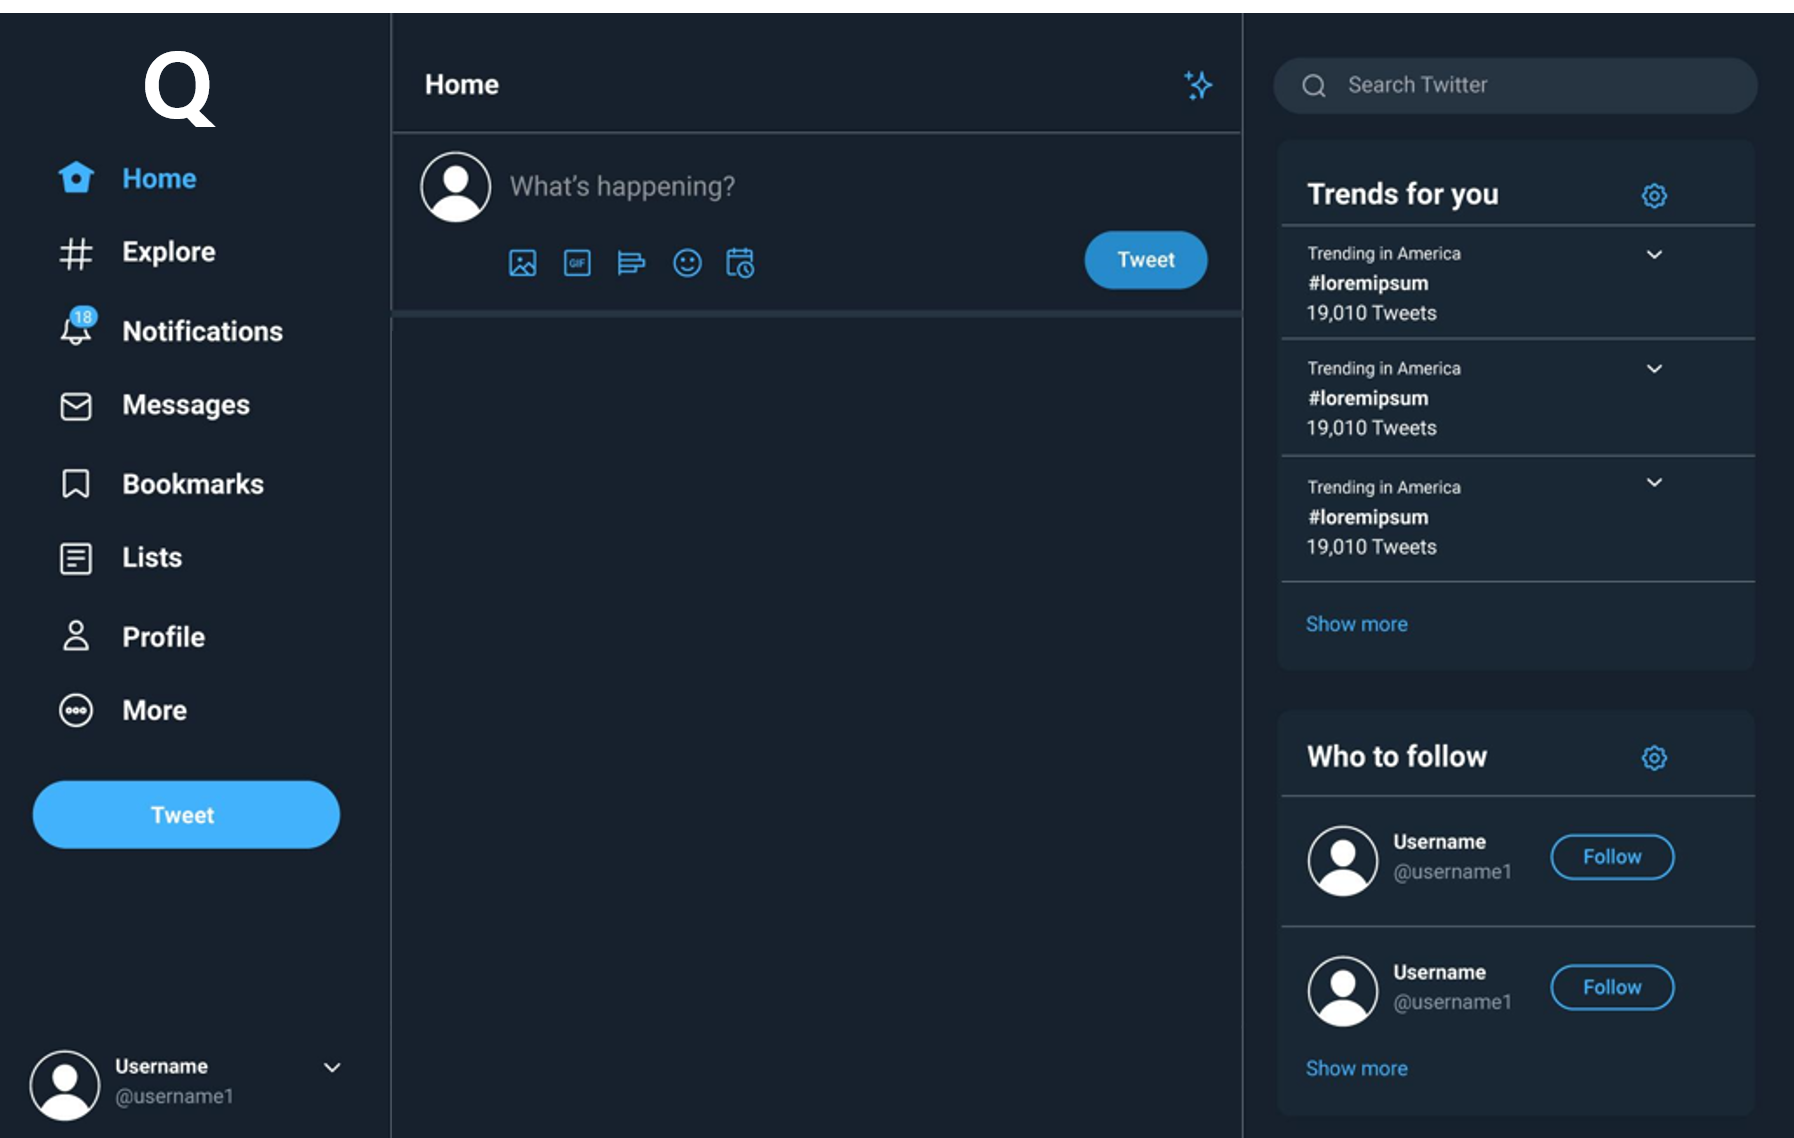 Q
Home
Explore
18
Notifications
Messages
Bookmarks
Lists
Profile
More
Tweet
Username
@username1
Home
What's happening?
GIF
Tweet
Search Twitter
Trends for you
Trending in America
#loremipsum
19,010 Tweets
Trending in America
#loremipsum
19,010 Tweets
Trending in America
#loremipsum
19,010 Tweets
Show more
Who to follow
Username
@username1
Follow
Username
@username1
Follow
Show more